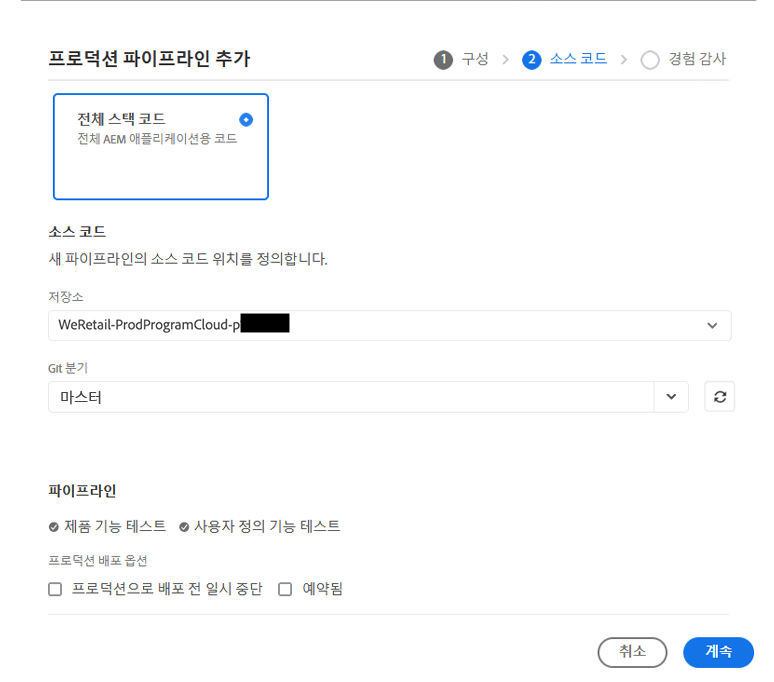 프로덕션 파이프라인 추가
1 구성 > 2 소스 코드 > 경험 감사
전체 스택 코드
전체 AEM 애플리케이션용 코드
소스 코드
새 파이프라인의 소스 코드 위치를 정의합니다.
저장소
WeRetail-ProdProgramCloud-p
Git 분기
마스터
파이프라인
제품 기능 테스트 사용자 정의 기능 테스트
프로덕션 배포 옵션
프로덕션으로 배포 전 일시 중단 예약됨
취소 계속